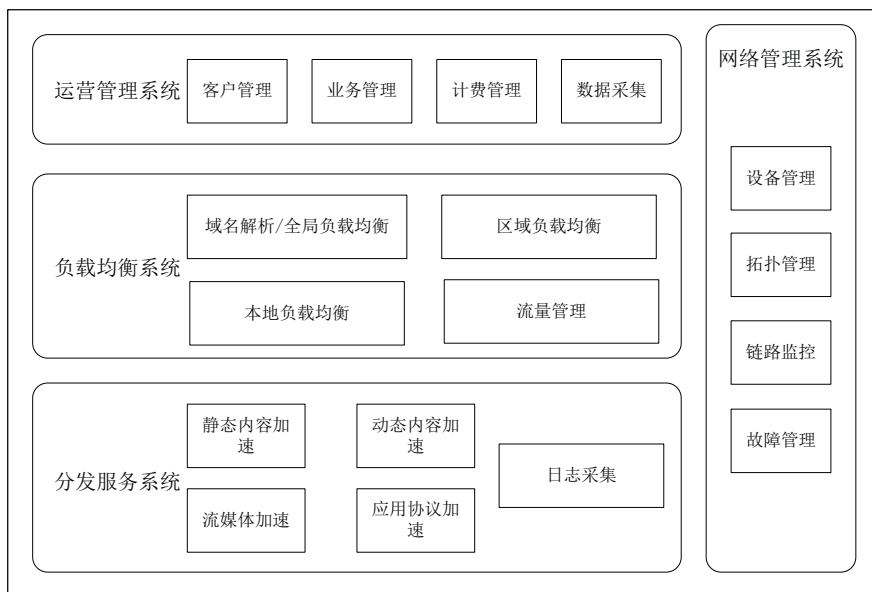 运营管理系统
客户管理
业务管理
计费管理
数据采集
负载均衡系统
域名解析/全局负载均衡
区域负载均衡
本地负载均衡
流量管理
分发服务系统
静态内容加
速
动态内容加
速
流媒体加速
应用协议加
速
日志采集
网络管理系统
设备管理
拓扑管理
链路监控
故障管理